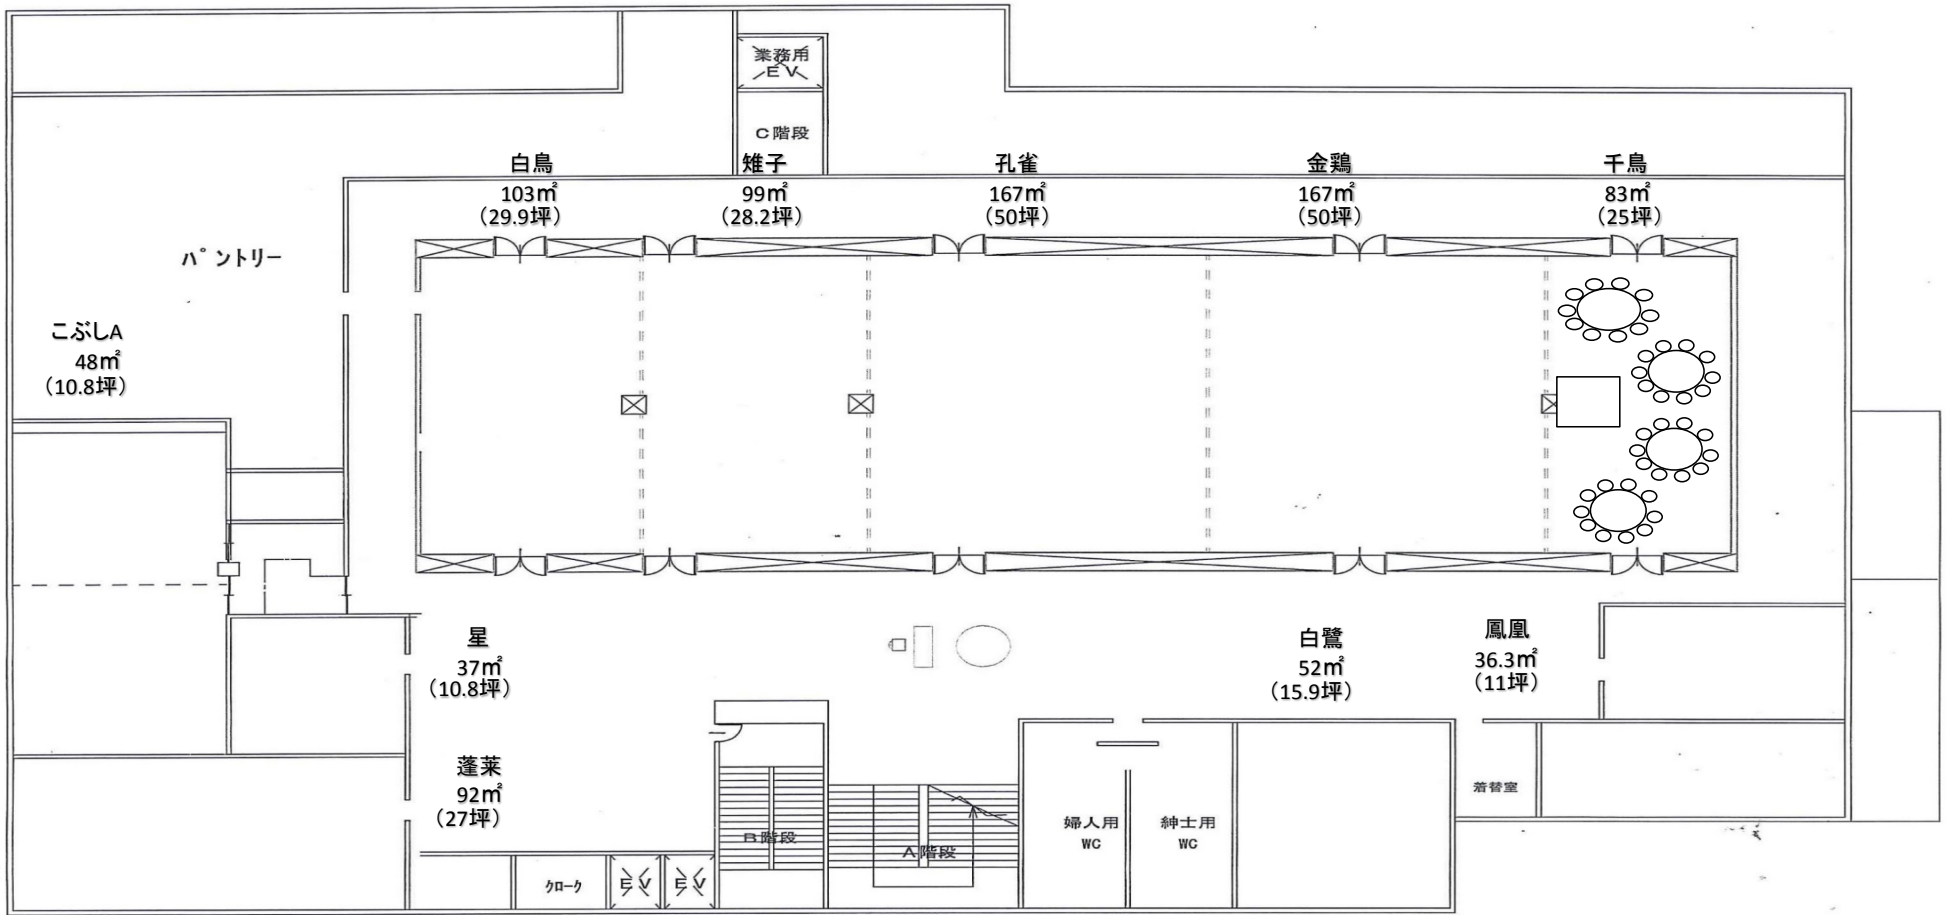 業務用
EV
C階段
白鳥
103㎡
（29.9坪）
雉子
99㎡
（28.2坪）
孔雀
167㎡
（50坪）
金鶏
167㎡
（50坪）
千鳥
83㎡
（25坪）
パントリー
こぶしA
48㎡
（10.8坪）
星
37㎡
（10.8坪）
白鷺
52㎡
（15.9坪）
鳳凰
36.3㎡
（11坪）
蓬莱
92㎡
（27坪）
着替室
B階段
A階段
婦人用
WC
紳士用
WC
クローク
EV
EV